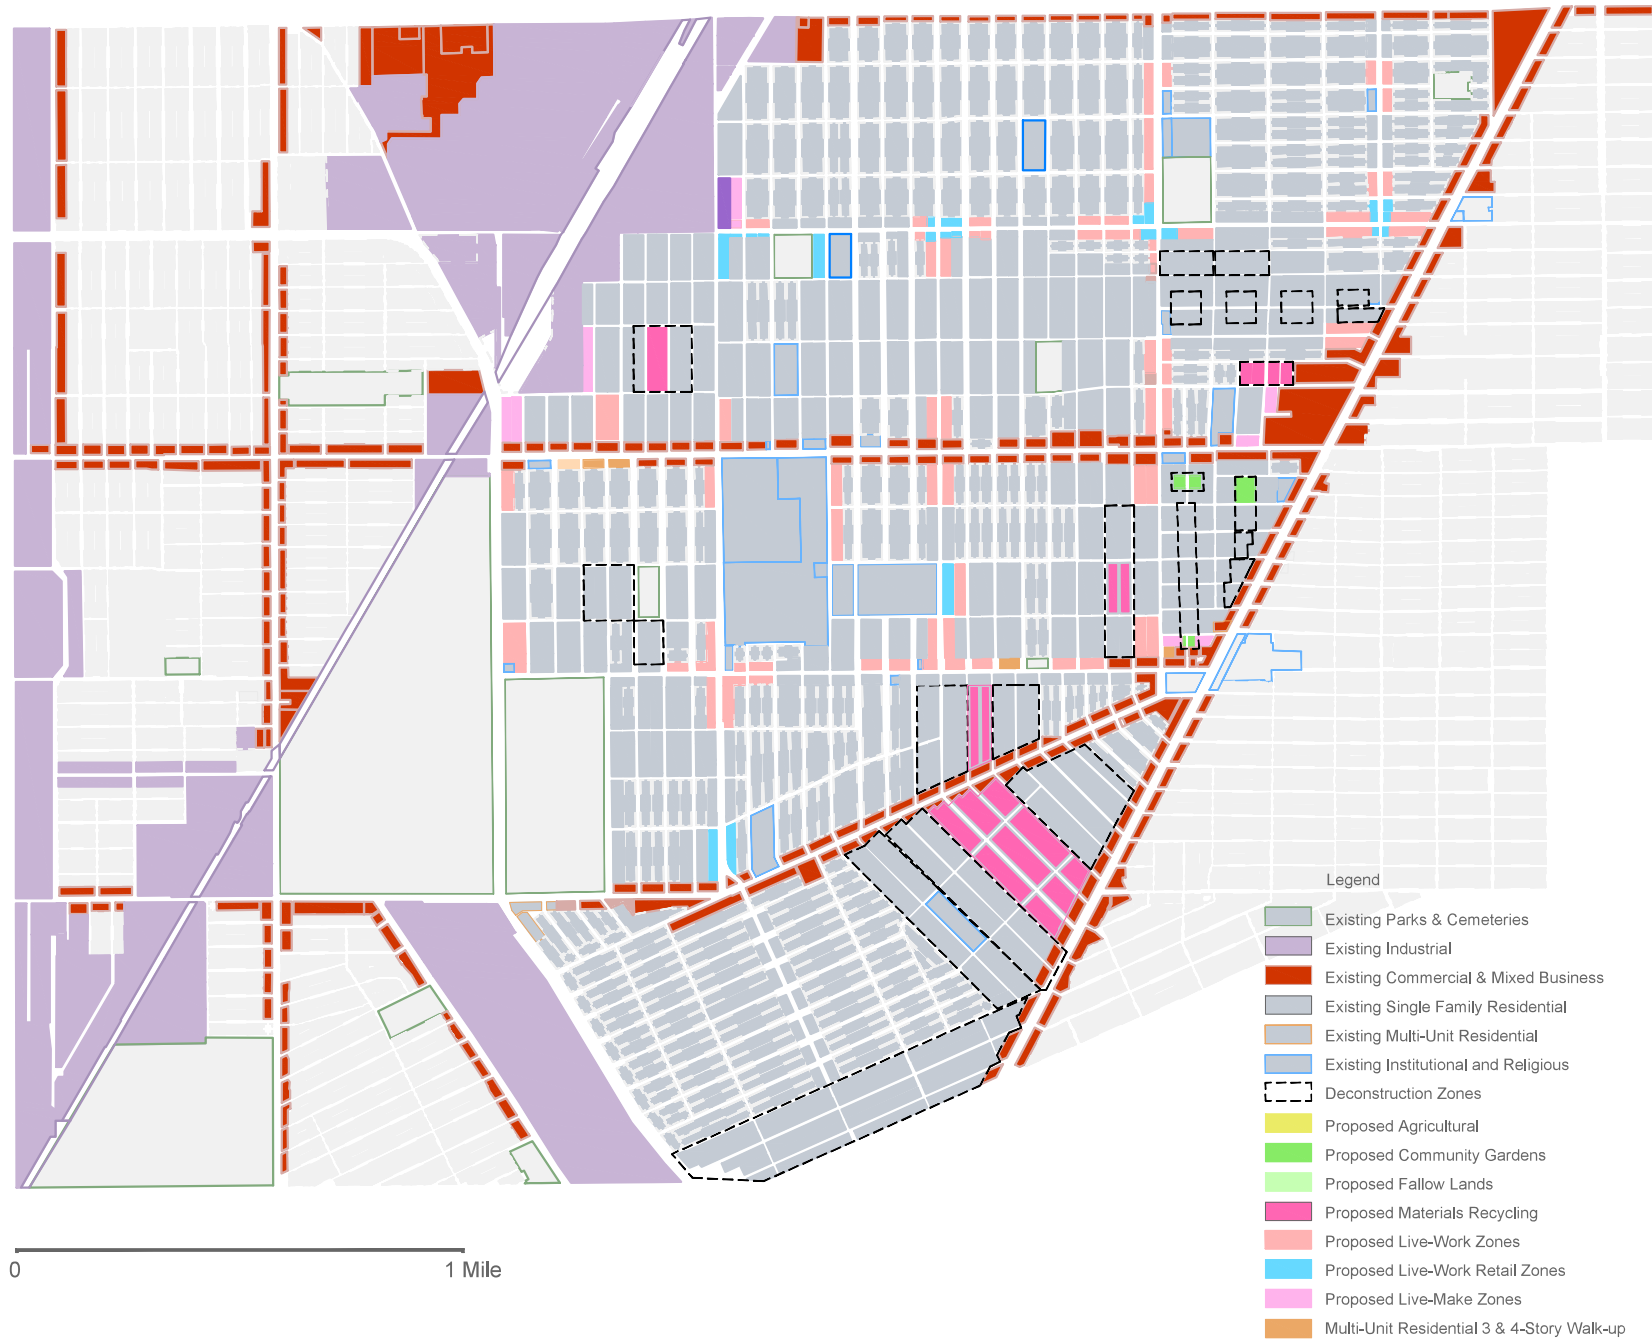 Legend
Existing Parks & Cemeteries
Existing Industrial
Existing Commercial & Mixed Business
Existing Single Family Residential
Existing Multi-Unit Residential
Existing Institutional and Religious
Deconstruction Zones
Proposed Agricultural
Proposed Community Gardens
Proposed Fallow Lands
Proposed Materials Recycling
Proposed Live-Work Zones
Proposed Live-Work Retail Zones
Proposed Live-Make Zones
Multi-Unit Residential 3 & 4-Story Walk-up
0 1 Mile